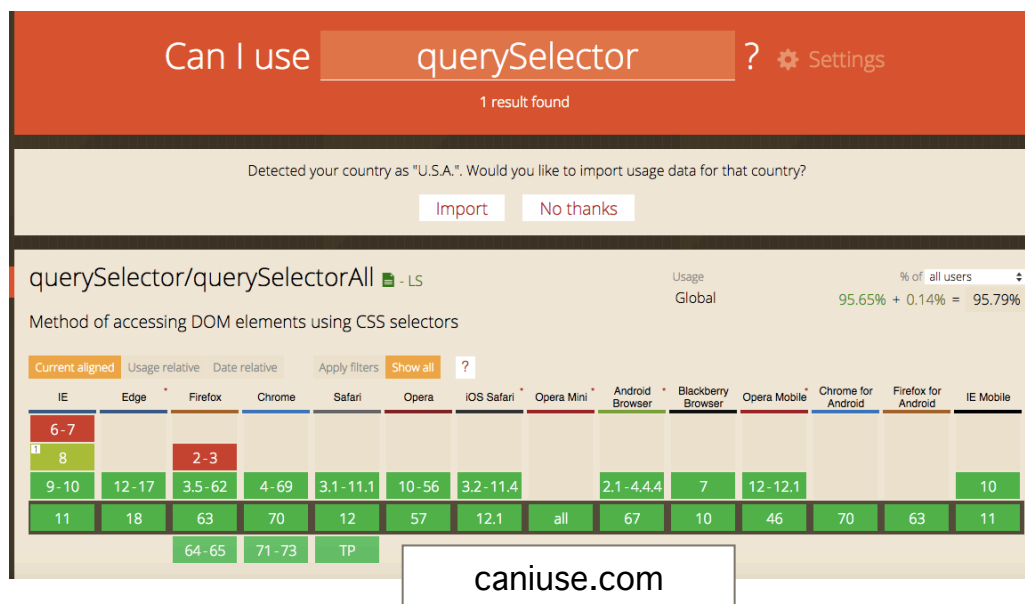 Can I use querySelector ? Settings
1 result found
Detected your country as "U.S.A.". Would you like to import usage data for that country?
Import No thanks
querySelector/querySelectorAll - LS
Usage % of all users
Global 95.65% + 0.14% = 95.79%
Method of accessing DOM elements using CSS selectors
Current aligned Usage relative Date relative Apply filters Show all ?
IE Edge * Firefox Chrome Safari Opera iOS Safari * Opera Mini * Android Browser * Blackberry Browser Opera Mobile * Chrome for Android Firefox for Android IE Mobile
6-7
1 8 2-3
9-10 12-17 3.5-62 4-69 3.1-11.1 10-56 3.2-11.4 2.1-4.4.4 7 12-12.1 10
11 18 63 70 12 57 12.1 all 67 10 46 70 63 11
64-65 71-73 TP
caniuse.com